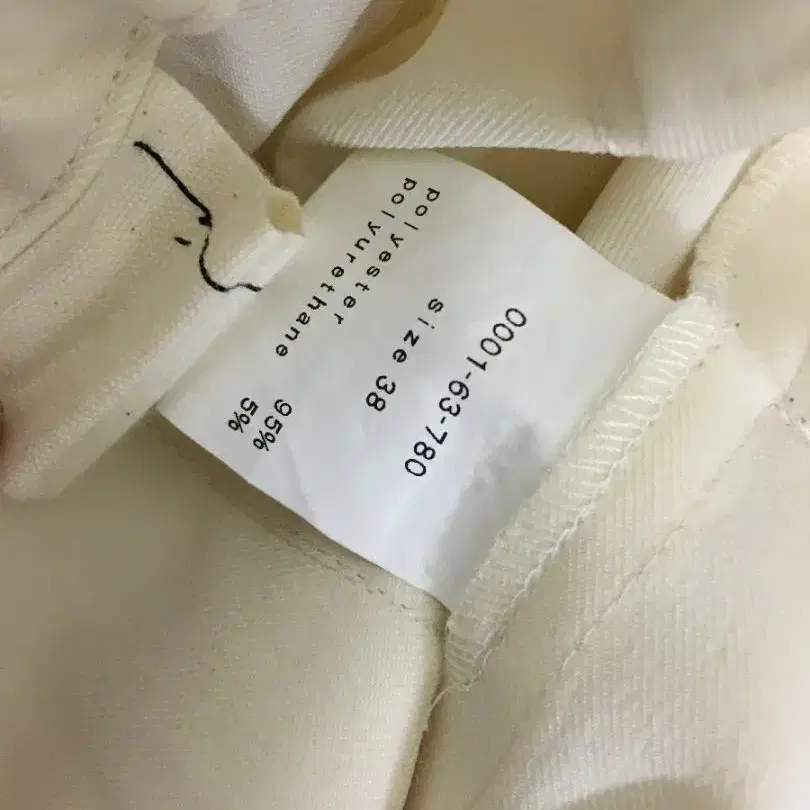 0001-63-780
size 38
polyester 95%
polyurethane 5%